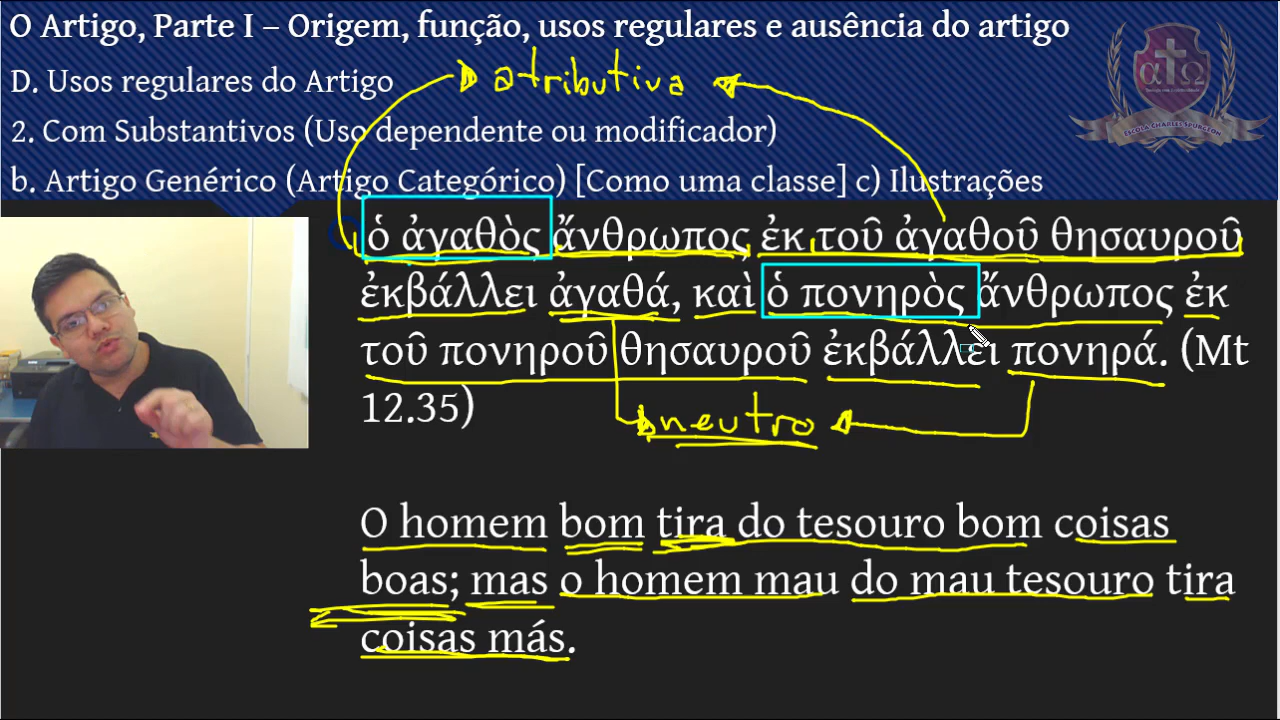 O Artigo, Parte I – Origem, função, usos regulares e ausência do artigo
D. Usos regulares do Artigo
atributiva
2. Com Substantivos (Uso dependente ou modificador)
b. Artigo Genérico (Artigo Categórico) [Como uma classe] c) Ilustrações
ὁ ἀγαθὸς ἄνθρωπος ἐκ τοῦ ἀγαθοῦ θησαυροῦ
ἐκβάλλει ἀγαθά, καὶ ὁ πονηρὸς ἄνθρωπος ἐκ
τοῦ πονηροῦ θησαυροῦ ἐκβάλλει πονηρά. (Mt
12.35)
neutro
O homem bom tira do tesouro bom coisas
boas; mas o homem mau do mau tesouro tira
coisas más.
α Ω
ESCOLA CHARLES SPURGEON